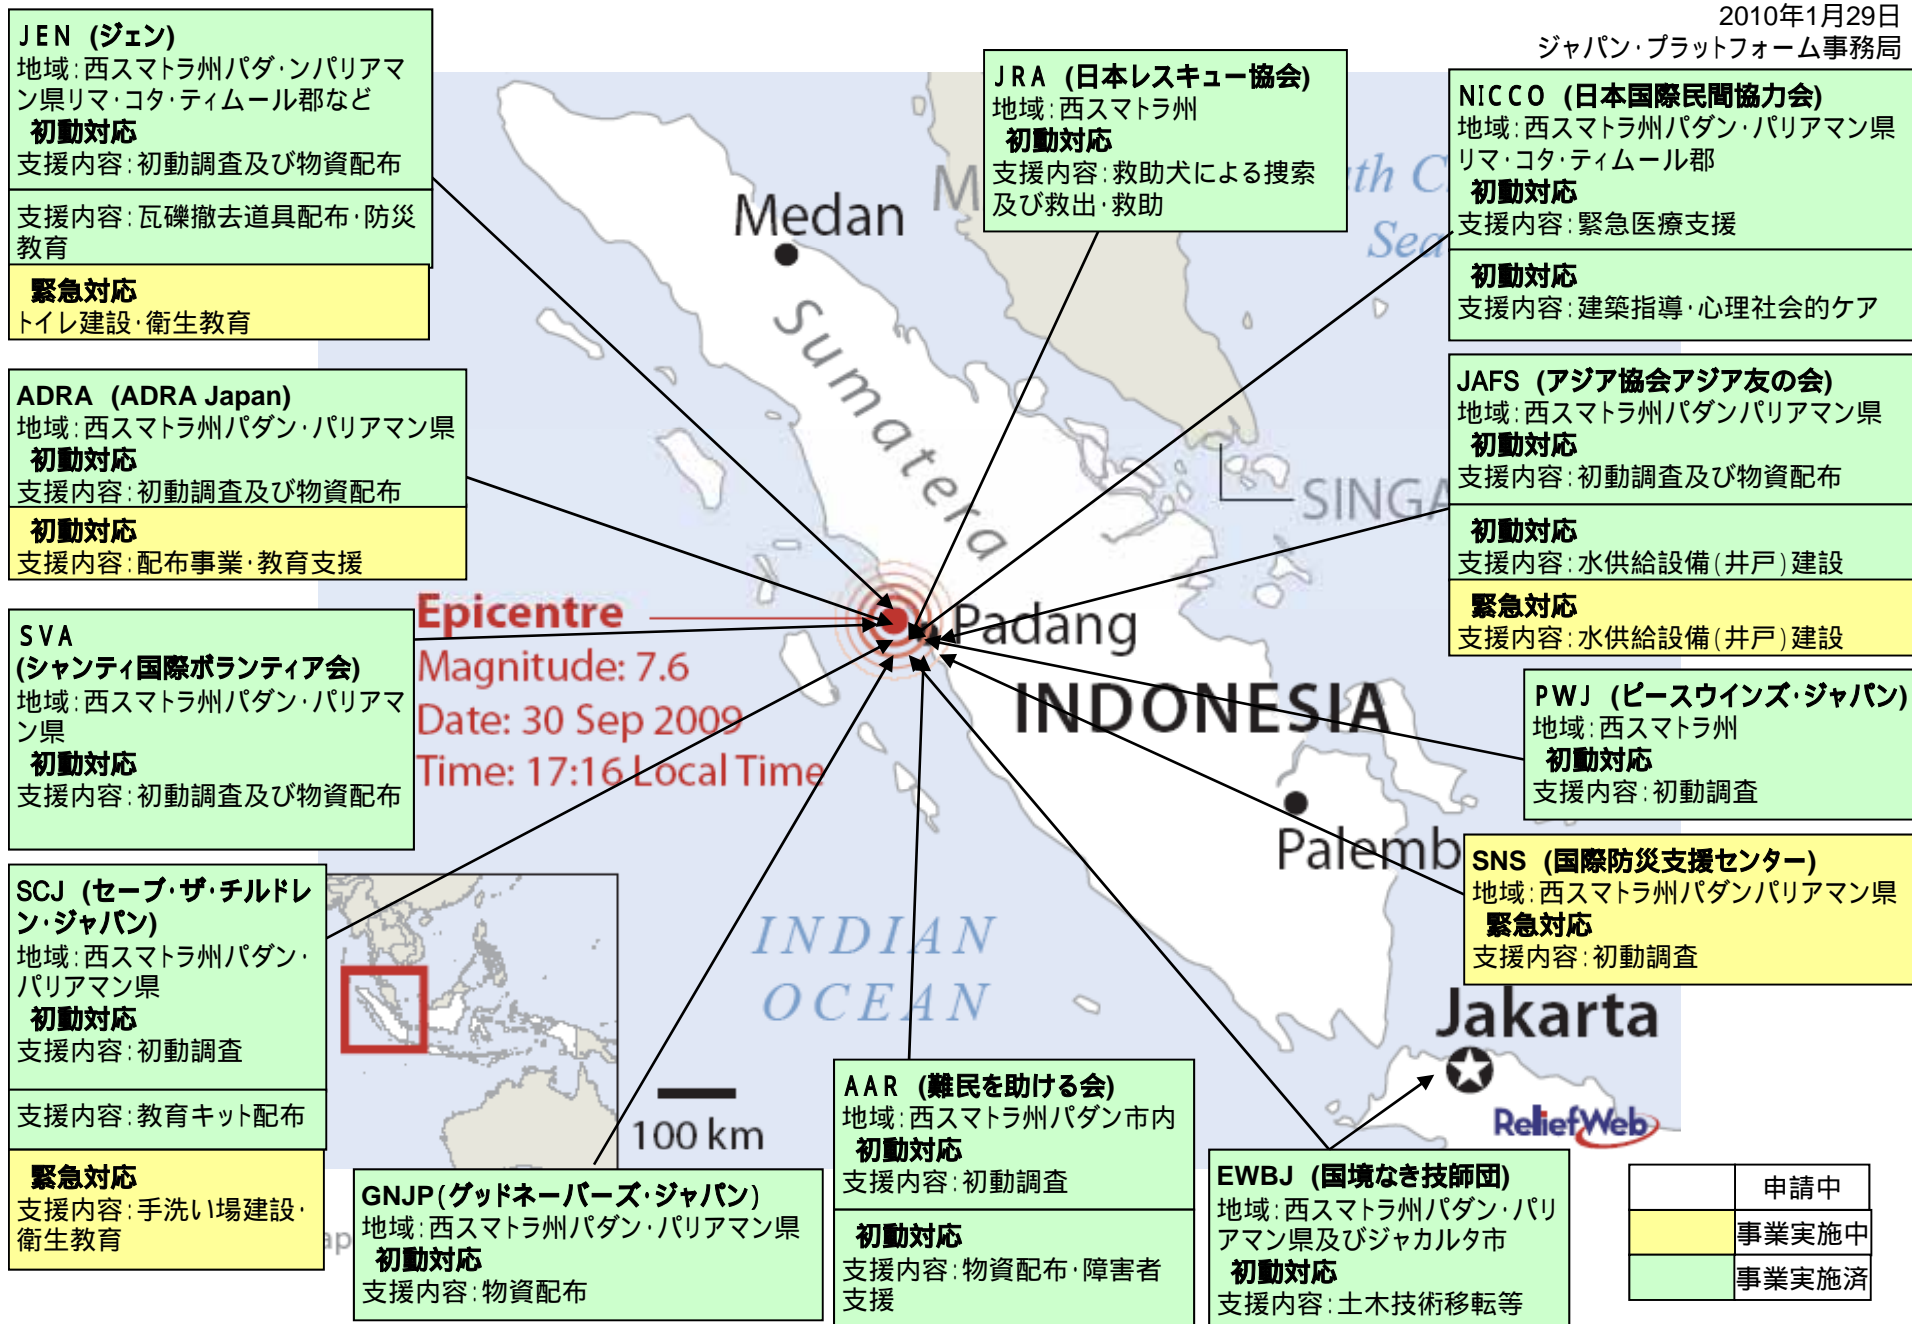 2010年1月29日
ジャパン・プラットフォーム事務局
JEN (ジェン)
地域:西スマトラ州パダ・ンパリアマ
ン県リマ・コタ・ティムール郡など
初動対応
支援内容:初動調査及び物資配布
支援内容:瓦礫撤去道具配布・防災
教育
緊急対応
トイレ建設・衛生教育
ADRA (ADRA Japan)
地域:西スマトラ州パダン・パリアマン県
初動対応
支援内容:初動調査及び物資配布
初動対応
支援内容:配布事業・教育支援
SVA
(シャンティ国際ボランティア会)
地域:西スマトラ州パダン・パリアマ
ン県
初動対応
支援内容:初動調査及び物資配布
SCJ (セーブ・ザ・チルドレ
ン・ジャパン)
地域:西スマトラ州パダン・
パリアマン県
初動対応
支援内容:初動調査
支援内容:教育キット配布
緊急対応
支援内容:手洗い場建設・
衛生教育
JRA (日本レスキュー協会)
地域:西スマトラ州
初動対応
支援内容:救助犬による捜索
及び救出・救助
NICCO (日本国際民間協力会)
地域:西スマトラ州パダン・パリアマン県
リマ・コタ・ティムール郡
初動対応
支援内容:緊急医療支援
初動対応
支援内容:建築指導・心理社会的ケア
JAFS (アジア協会アジア友の会)
地域:西スマトラ州パダンパリアマン県
初動対応
支援内容:初動調査及び物資配布
初動対応
支援内容:水供給設備(井戸)建設
緊急対応
支援内容:水供給設備(井戸)建設
PWJ (ピースウインズ・ジャパン)
地域:西スマトラ州
初動対応
支援内容:初動調査
SNS (国際防災支援センター)
地域:西スマトラ州パダンパリアマン県
緊急対応
支援内容:初動調査
GNJP(グッドネーバーズ・ジャパン)
地域:西スマトラ州パダン・パリアマン県
初動対応
支援内容:物資配布
AAR (難民を助ける会)
地域:西スマトラ州パダン市内
初動対応
支援内容:初動調査
初動対応
支援内容:物資配布・障害者
支援
EWBJ (国境なき技師団)
地域:西スマトラ州パダン・パリ
アマン県及びジャカルタ市
初動対応
支援内容:土木技術移転等
Medan
M
th C
Sea
Sumatera
SINGA
Epicentre
Magnitude: 7.6
Date: 30 Sep 2009
Time: 17:16 Local Time
Padang
INDONESIA
Palemb
INDIAN
OCEAN
Jakarta
100 km
ap
ReliefWeb
申請中
事業実施中
事業実施済